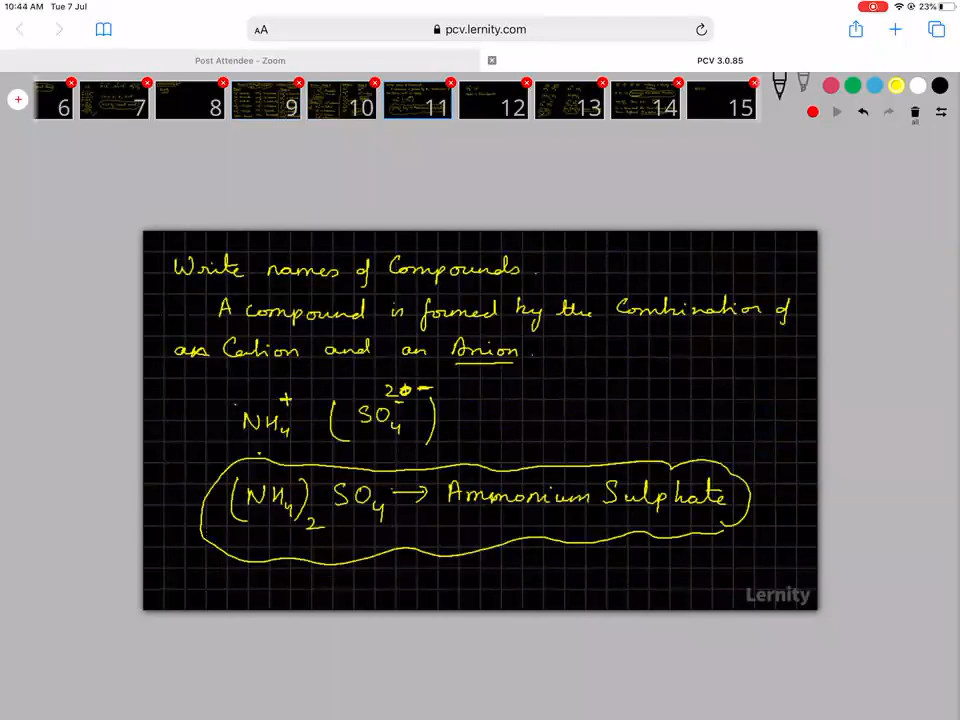 10:44 AM Tue 7 Jul
23%
AA
pcv.lernity.com
Post Attendee - Zoom
PCV 3.0.85
6 7 8 9 10 11 12 13 14 15
all
Write names of Compounds.
A compound is formed by the Combination of
an Cation and an Anion.
NH₄⁺ (SO₄²⁻)
(NH₄)₂ SO₄ → Ammonium Sulphate
Lernity